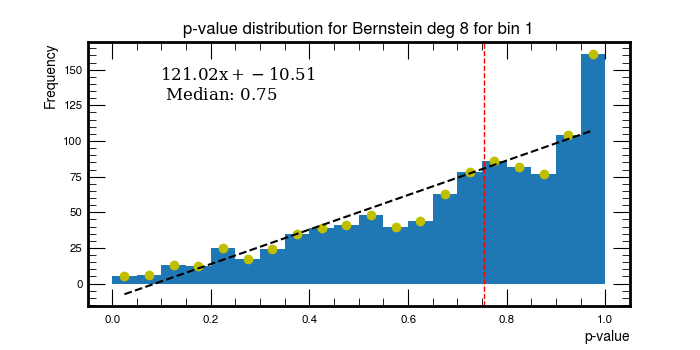 p-value distribution for Bernstein deg 8 for bin 1
Frequency
121.02x + −10.51
Median: 0.75
150
125
100
75
50
25
0
0.0 0.2 0.4 0.6 0.8 1.0
p-value